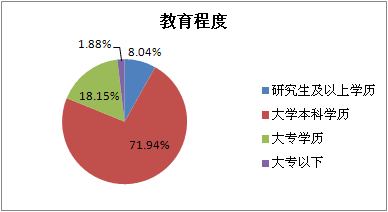 教育程度
1.88%
8.04%
18.15%
71.94%
研究生及以上学历
大学本科学历
大专学历
大专以下